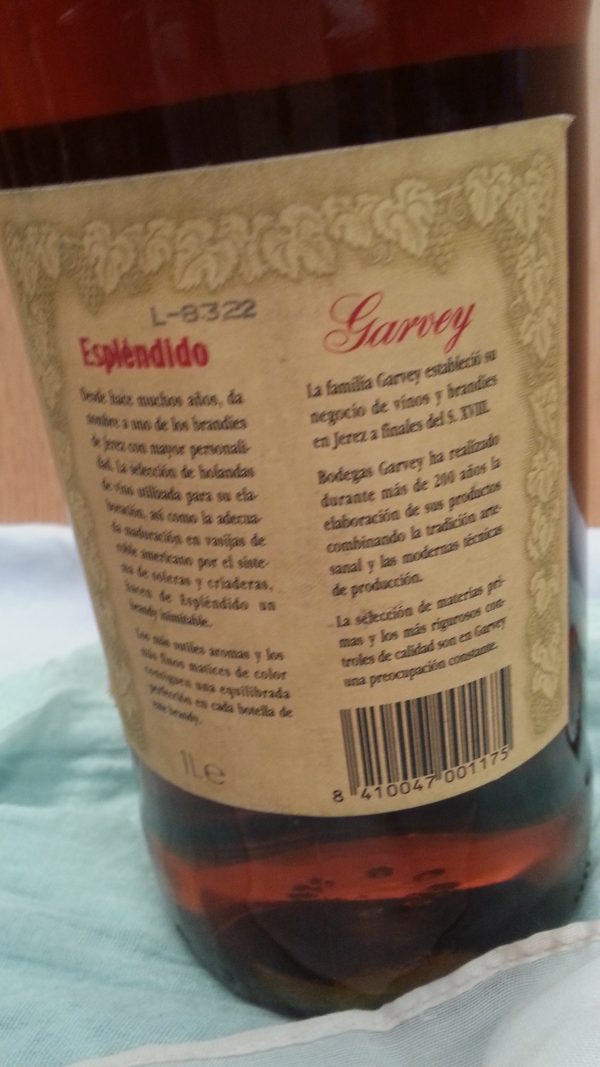 L-8322
Espléndido
Desde hace muchos años, da
nombre a uno de los brandies
de jerez con mayor personali-
dad. La selección de holandas
de vino utilizada para su ela-
boración, así como la adecua-
da maduración en vasijas de
roble americano por el siste-
ma de soleras y criaderas,
hacen de Espléndido un
brandy inimitable.
Los más sutiles aromas y los
más finos matices de color
consiguen una equilibrada
perfección en cada botella de
este brandy.
1Le
Garvey
La familia Garvey estableció su
negocio de vinos y brandies
en Jerez a finales del S. XVIII.
Bodegas Garvey ha realizado
durante más de 200 años la
elaboración de sus productos
combinando la tradición arte-
sanal y las modernas técnicas
de producción.
La selección de materias pri-
mas y los más rigurosos con-
troles de calidad son en Garvey
una preocupación constante.
8 410047 001175